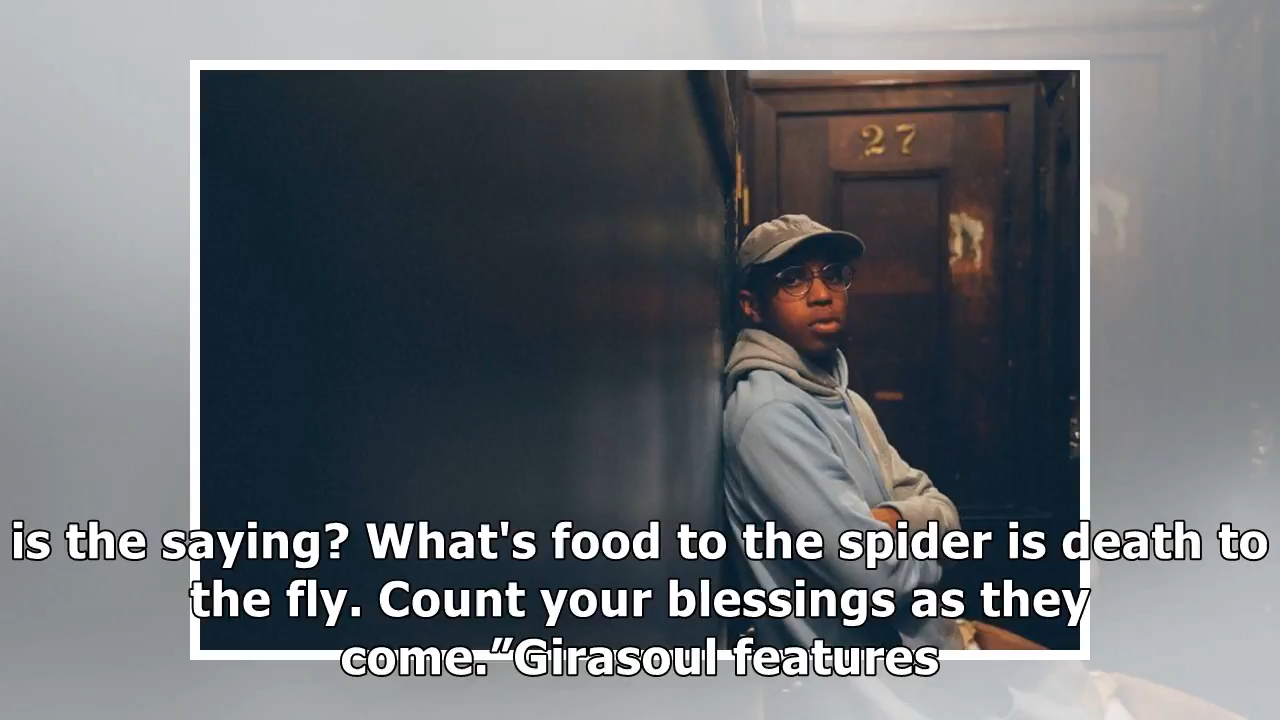 27
is the saying? What's food to the spider is death to
the fly. Count your blessings as they
come.”Girasoul features